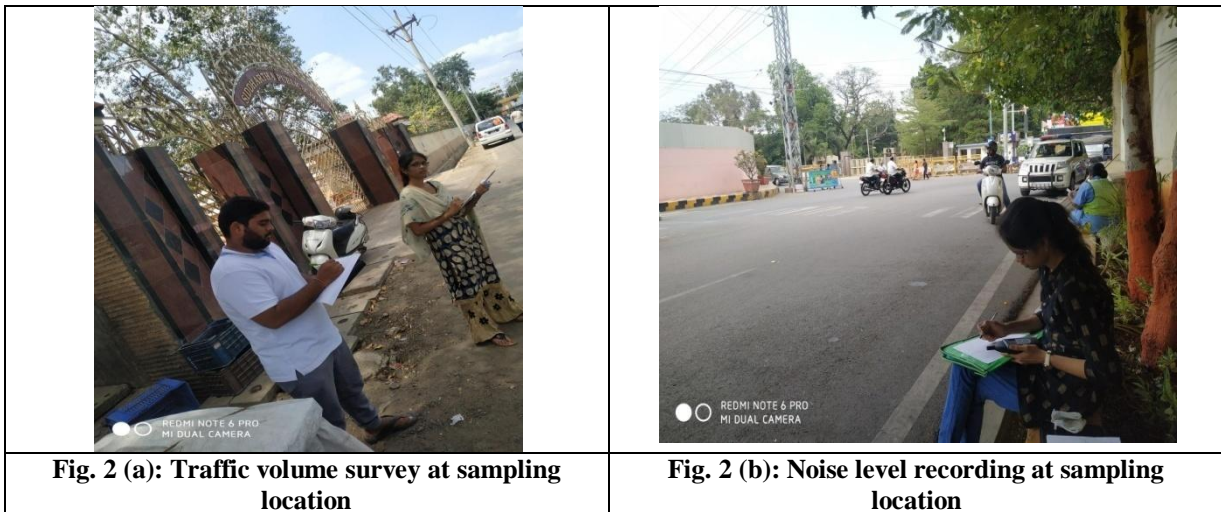 REDMI NOTE 6 PRO
MI DUAL CAMERA
REDMI NOTE 6 PRO
MI DUAL CAMERA
Fig. 2 (a): Traffic volume survey at sampling
location
Fig. 2 (b): Noise level recording at sampling
location